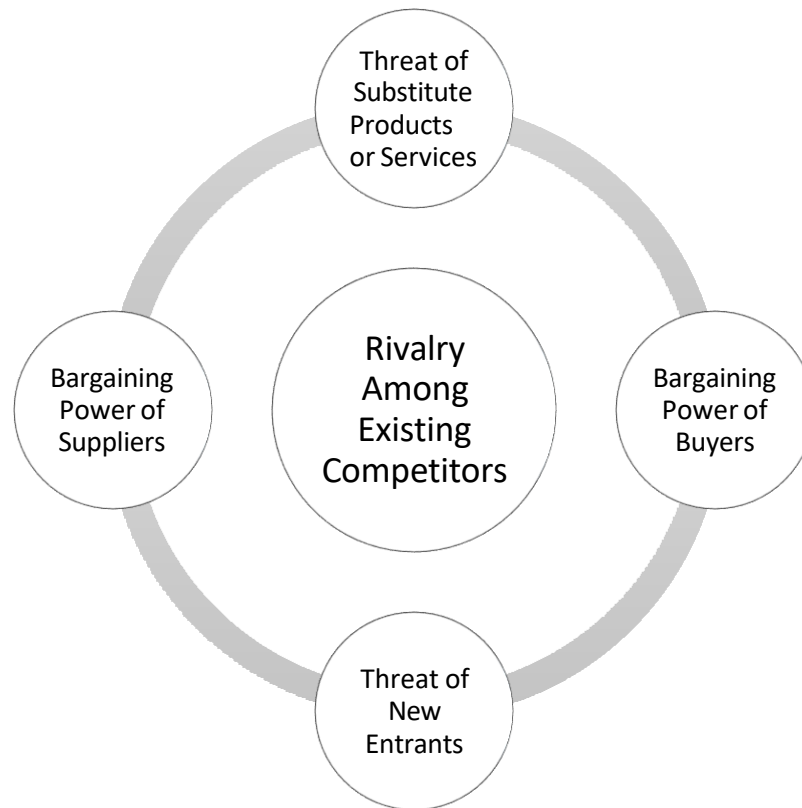 Threat of
Substitute
Products
or Services
Bargaining
Power of
Suppliers
Rivalry
Among
Existing
Competitors
Bargaining
Power of
Buyers
Threat of
New
Entrants